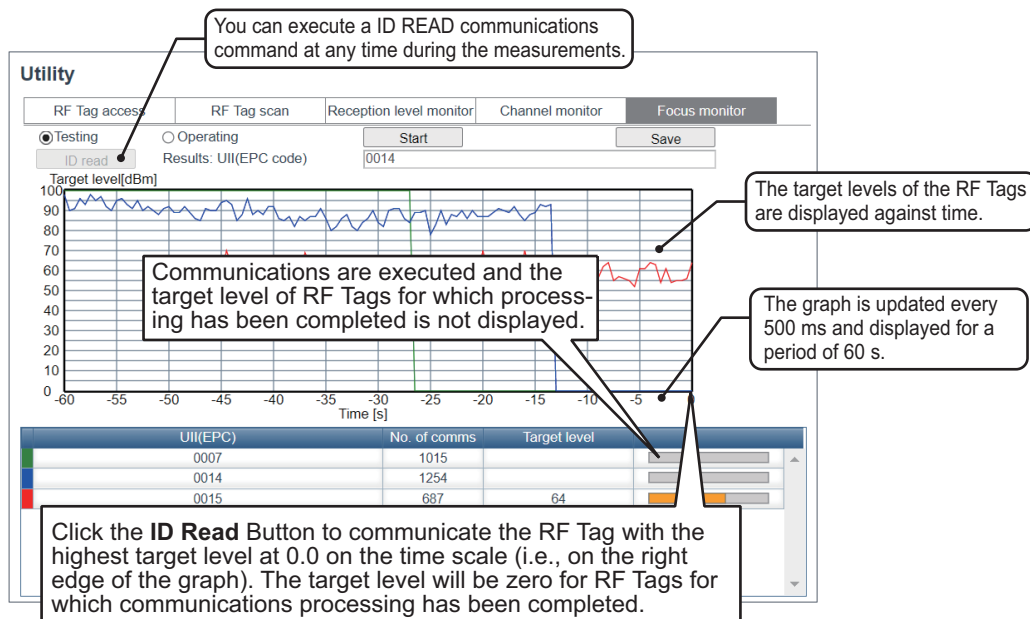 You can execute a ID READ communications
command at any time during the measurements.
Utility
RF Tag access
RF Tag scan
Reception level monitor
Channel monitor
Focus monitor
Testing
Operating
Start
Save
ID read
Results: UII(EPC code)
0014
Target level[dBm]
100
90
80
70
60
50
40
30
20
10
0
The target levels of the RF Tags
are displayed against time.
Communications are executed and the
target level of RF Tags for which process-
ing has been completed is not displayed.
The graph is updated every
500 ms and displayed for a
period of 60 s.
-60 -55 -50 -45 -40 -35 -30 -25 -20 -15 -10 -5 0
Time [s]
UII(EPC) No. of comms Target level
0007 1015
0014 1254
0015 687 64
Click the ID Read Button to communicate the RF Tag with the
highest target level at 0.0 on the time scale (i.e., on the right
edge of the graph). The target level will be zero for RF Tags for
which communications processing has been completed.